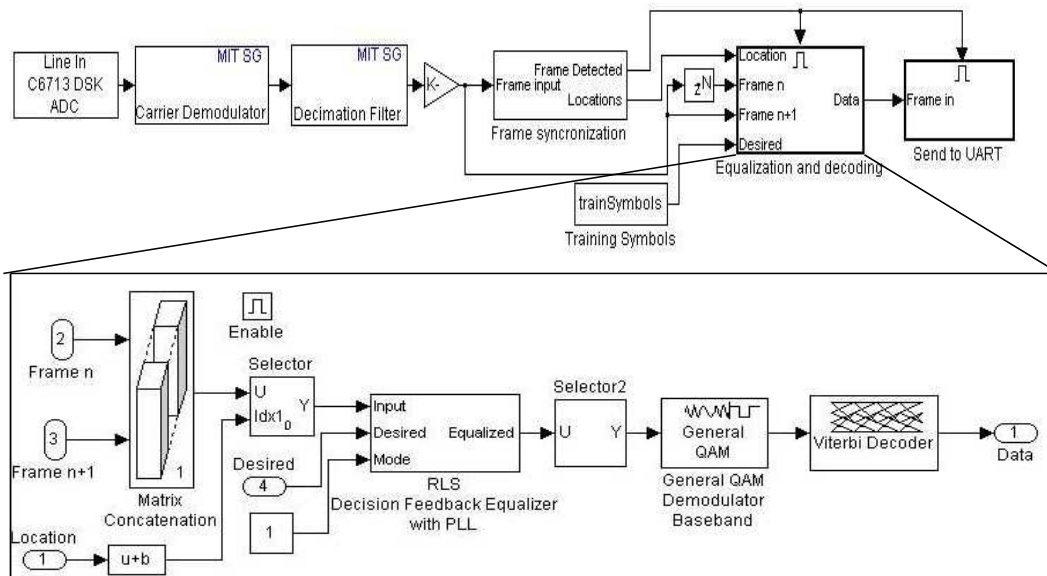 Line In
C6713 DSK
ADC
MIT SG
Carrier Demodulator
MIT SG
Decimation Filter
K-
Frame input
Frame Detected
Locations
Frame syncronization
z-N
Location
Frame n
Frame n+1
Desired
Data
Equalization and decoding
Frame in
Send to UART
trainSymbols
Training Symbols
2
Frame n
3
Frame n+1
1
Matrix
Concatenation
Enable
Selector
U
Idx1
0
Y
Location
1
u+b
Desired
4
1
Input
Desired
Mode
Equalized
RLS
Decision Feedback Equalizer
with PLL
Selector2
U
Y
General
QAM
General QAM
Demodulator
Baseband
Viterbi Decoder
1
Data